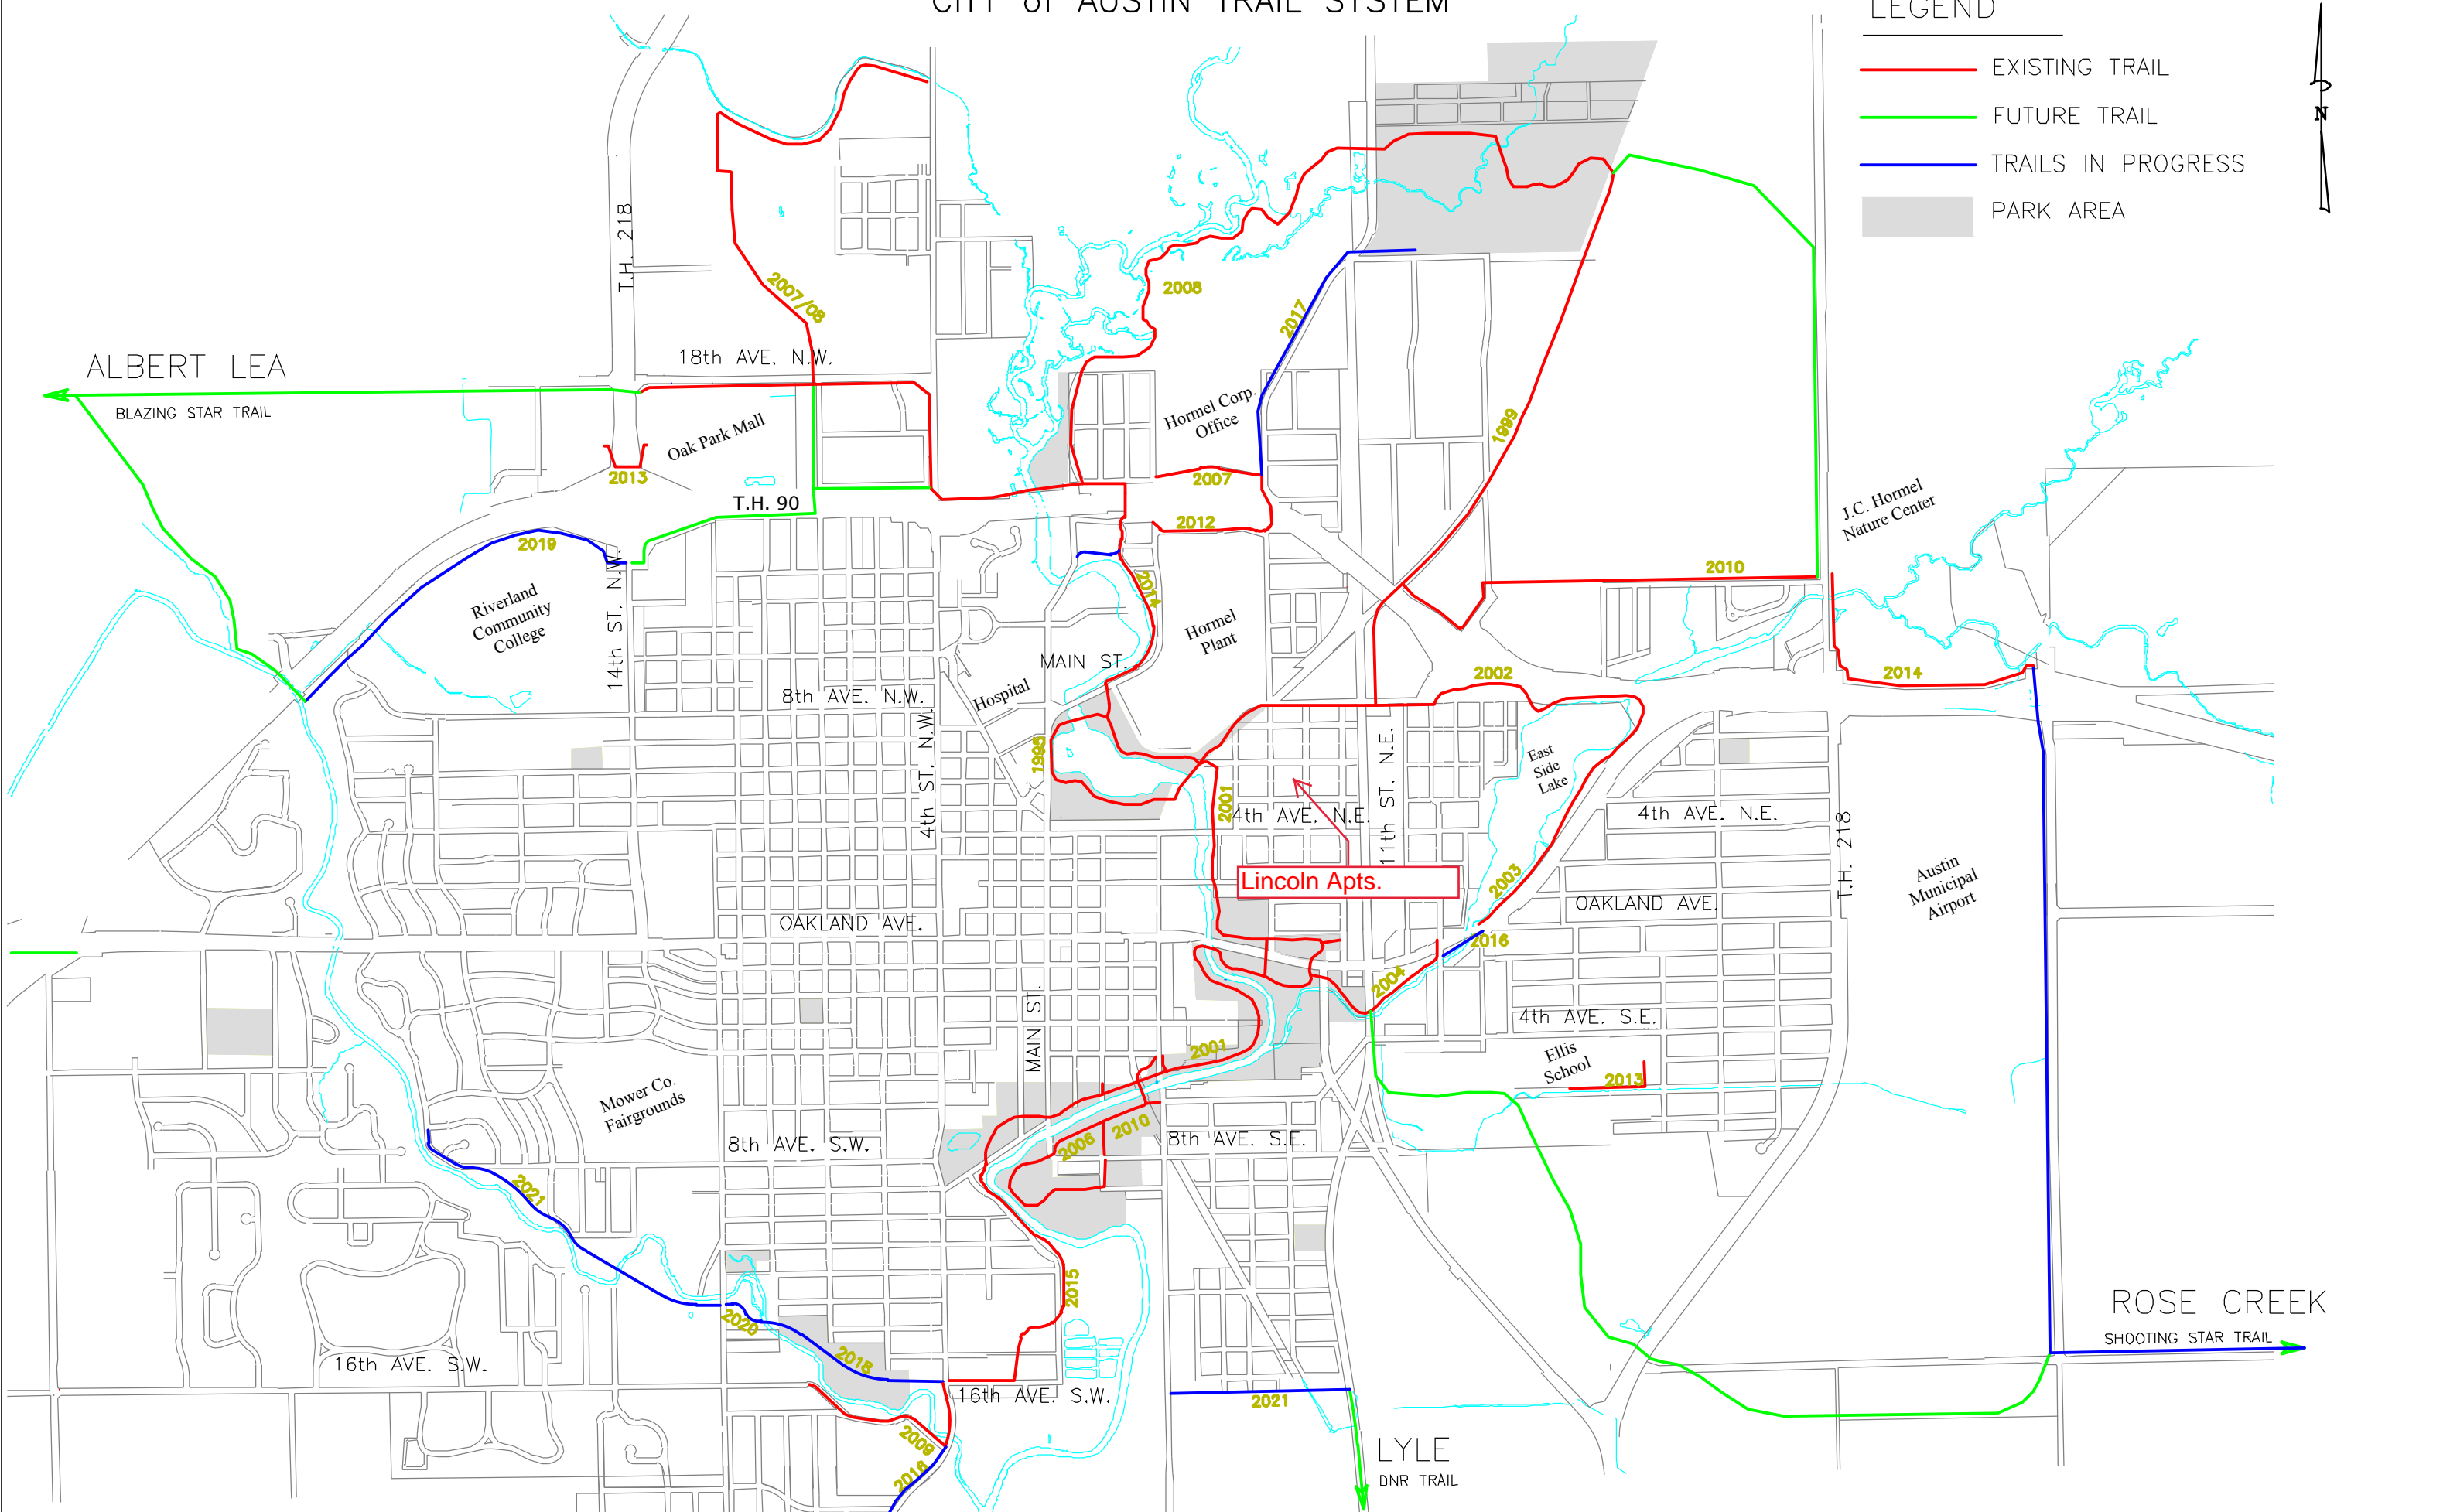 CITY of AUSTIN TRAIL SYSTEM
LEGEND
EXISTING TRAIL
FUTURE TRAIL
TRAILS IN PROGRESS
PARK AREA
N
T.H. 218
2007/08
2008
2017
18th AVE. N.W.
ALBERT LEA
BLAZING STAR TRAIL
Oak Park Mall
Hormel Corp.
Office
1999
2013
2007
T.H. 90
2012
J.C. Hormel
Nature Center
2019
14th ST. N.W.
2014
2010
Riverland
Community
College
Hormel
Plant
MAIN ST.
8th AVE. N.W.
Hospital
2002
2014
4th ST. N.W.
1995
11th ST. N.E.
East
Side
Lake
2001
4th AVE. N.E.
4th AVE. N.E.
T.H. 218
Lincoln Apts.
2003
Austin
Municipal
Airport
OAKLAND AVE.
OAKLAND AVE.
2016
2004
MAIN ST.
4th AVE. S.E.
2001
Ellis
School
2013
Mower Co.
Fairgrounds
2010
2006
8th AVE. S.W.
8th AVE. S.E.
2021
2015
2020
ROSE CREEK
SHOOTING STAR TRAIL
2018
16th AVE. S.W.
16th AVE. S.W.
2021
2009
2016
LYLE
DNR TRAIL